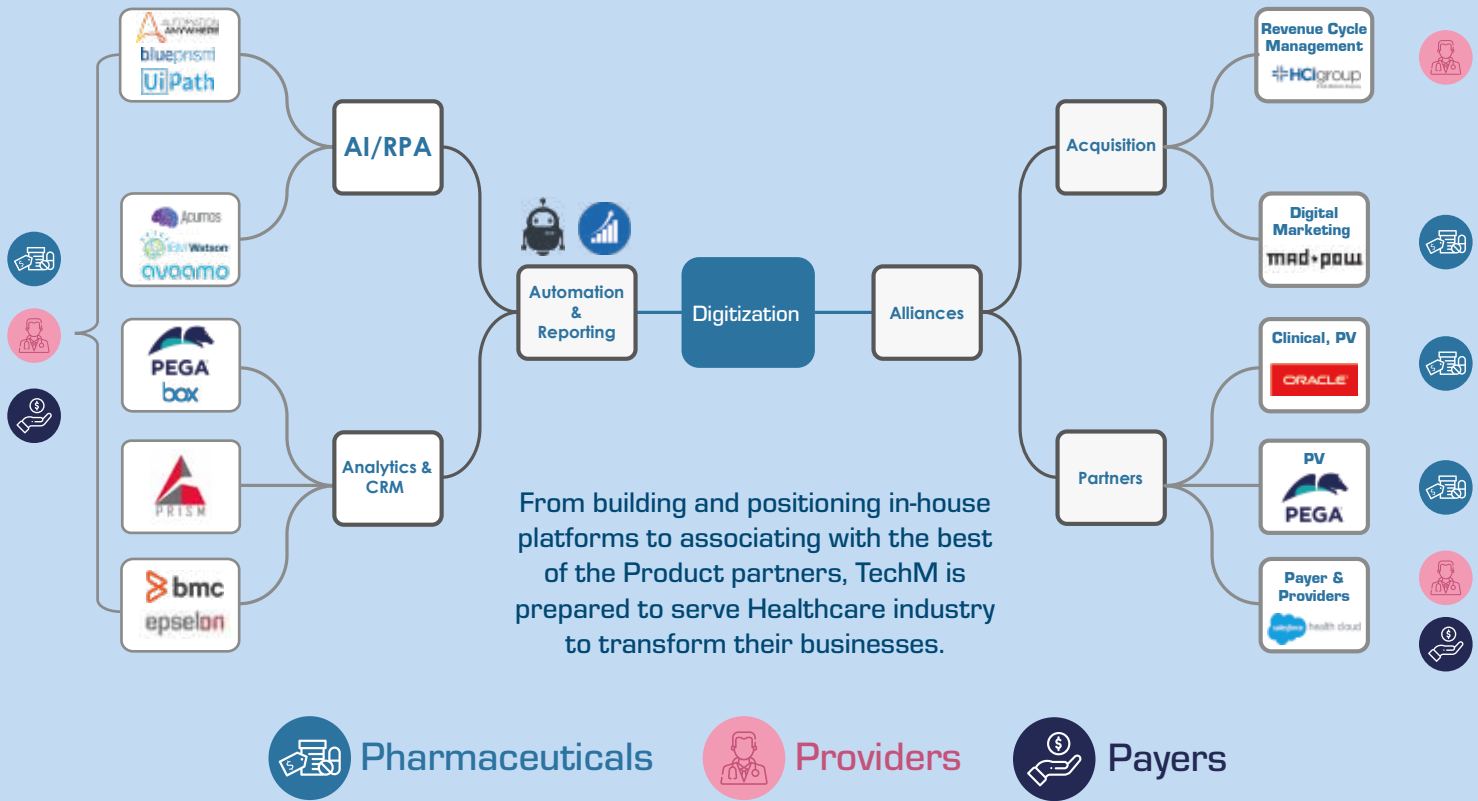 AUTOMATION
ANYWHERE
blueprism
UiPath
Acumos
IBM Watson
avaamo
PEGA
box
PRISM
bmc
epselon
AI/RPA
Analytics &
CRM
Automation
&
Reporting
Digitization
Alliances
Acquisition
Partners
Revenue Cycle
Management
HCIgroup
Digital
Marketing
mad*pow
Clinical, PV
ORACLE
PV
PEGA
Payer &
Providers
salesforce health cloud
From building and positioning in-house
platforms to associating with the best
of the Product partners, TechM is
prepared to serve Healthcare industry
to transform their businesses.
Pharmaceuticals
Providers
Payers